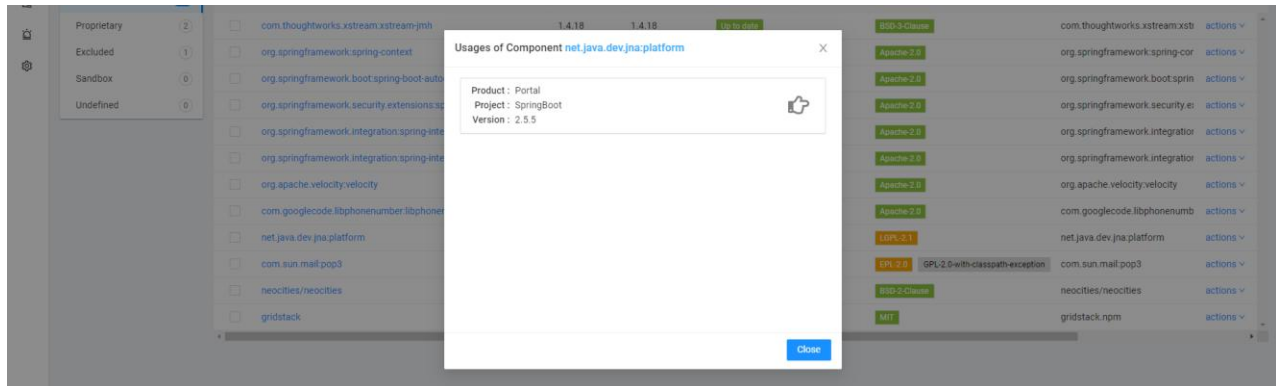 Proprietary 2
Excluded 1
Sandbox 0
Undefined 0
com.thoughtworks.xstream:xstream-jmh 1.4.18 1.4.18 Up to date BSD-3-Clause com.thoughtworks.xstream:xstr actions
org.springframework:spring-context Apache-2.0 org.springframework:spring-cor actions
org.springframework.boot:spring-boot-auto Apache-2.0 org.springframework.boot:sprin actions
org.springframework.security.extensions:sp Apache-2.0 org.springframework.security.e actions
org.springframework.integration:spring-inte Apache-2.0 org.springframework.integration actions
org.springframework.integration:spring-inte Apache-2.0 org.springframework.integration actions
org.apache.velocity:velocity Apache-2.0 org.apache.velocity:velocity actions
com.googlecode.libphonenumber:libphoner Apache-2.0 com.googlecode.libphonenumb actions
net.java.dev.jna:platform LGPL-2.1 net.java.dev.jna:platform actions
com.sun.mail:pop3 EPL-2.0 GPL-2.0-with-classpath-exception com.sun.mail:pop3 actions
neocities/neocities BSD-2-Clause neocities/neocities actions
gridstack MIT gridstack.npm actions
Usages of Component net.java.dev.jna:platform
Product : Portal
Project : SpringBoot
Version : 2.5.5
Close